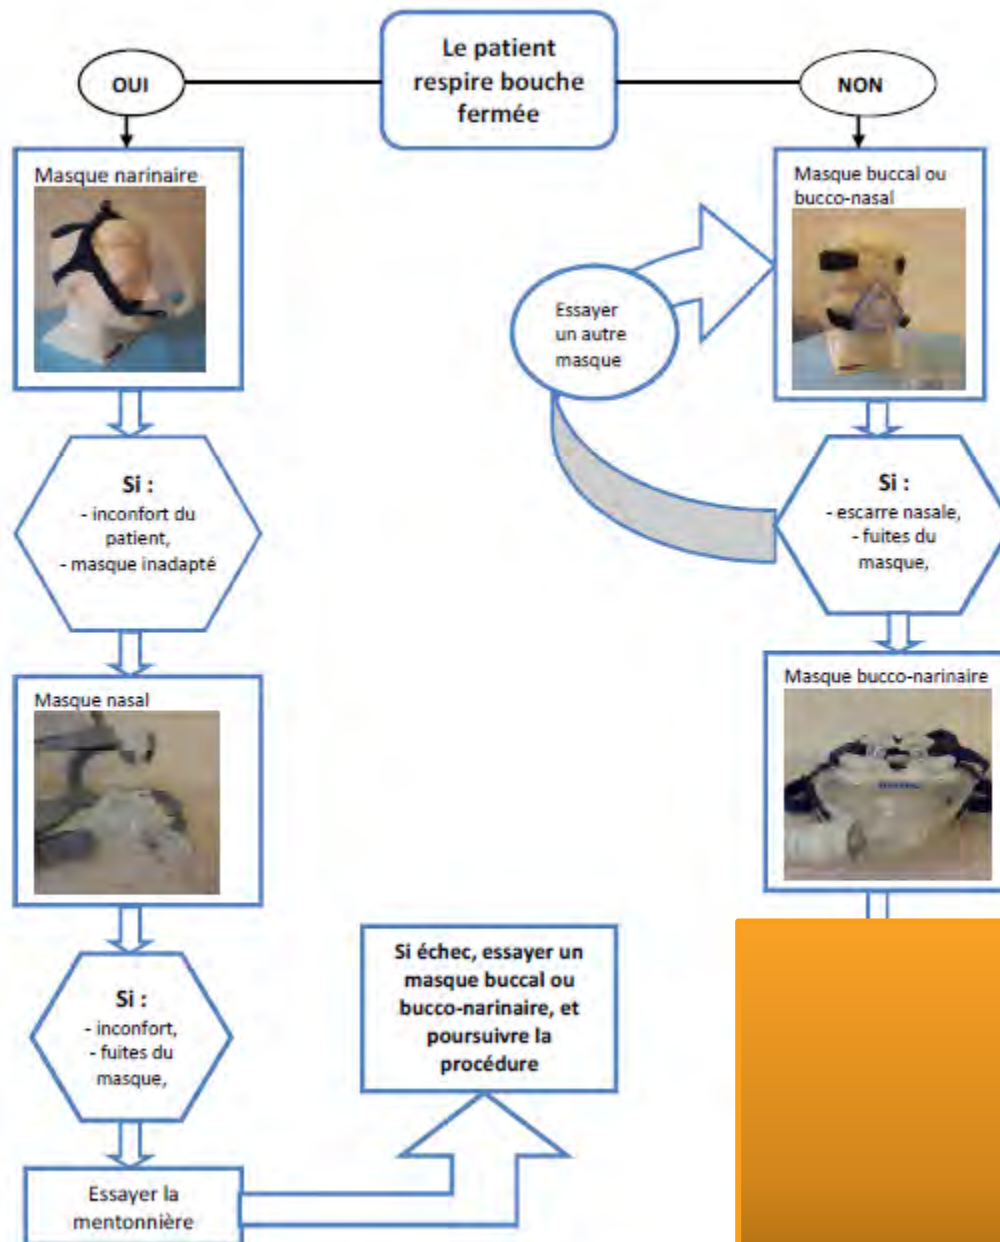 Le patient
respire bouche
fermée
OUI
NON
Masque narinaire
Masque buccal ou
bucco-nasal
Essayer
un autre
masque
Si :
- inconfort du
patient,
- masque inadapté
Si :
- escarre nasale,
- fuites du
masque,
Masque nasal
Masque bucco-narinaire
Si :
- inconfort,
- fuites du
masque,
Si échec, essayer un
masque buccal ou
bucco-narinaire, et
poursuivre la
procédure
Essayer la
mentonnière